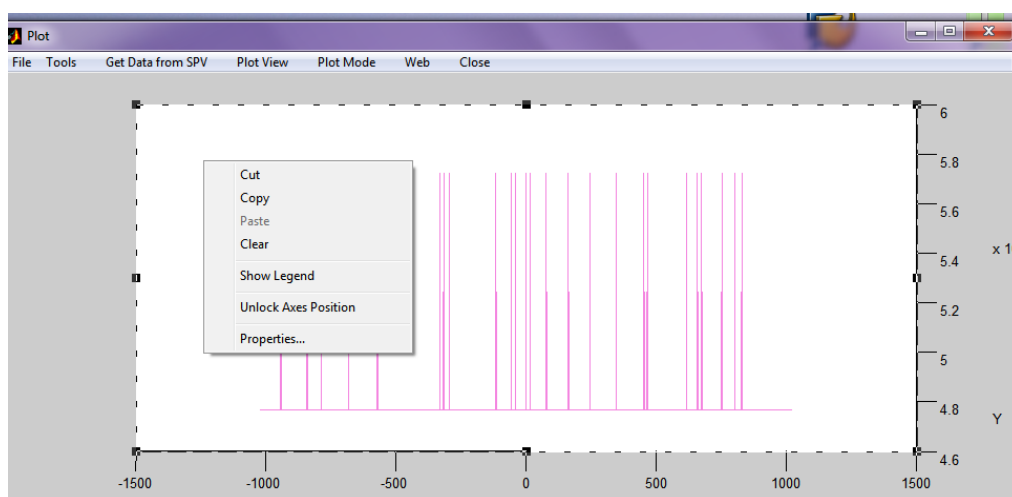 Plot
File Tools Get Data from SPV Plot View Plot Mode Web Close
6
5.8
Cut
Copy
5.6
Paste
Clear
x 1
5.4
Show Legend
Unlock Axes Position
5.2
Properties...
5
4.8
Y
4.6
-1500 -1000 -500 0 500 1000 1500